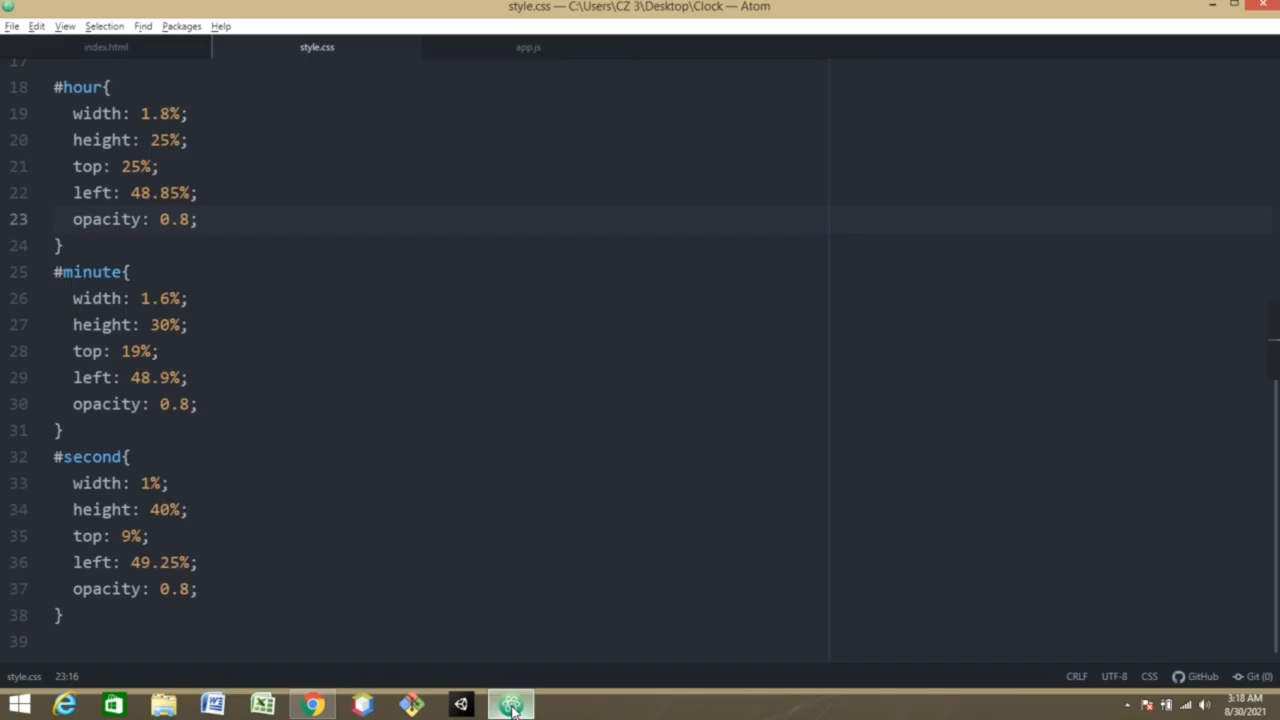 style.css — C:\Users\CZ 3\Desktop\Clock — Atom
File Edit View Selection Find Packages Help
index.html style.css app.js
17
18 #hour{
19 width: 1.8%;
20 height: 25%;
21 top: 25%;
22 left: 48.85%;
23 opacity: 0.8;
24 }
25 #minute{
26 width: 1.6%;
27 height: 30%;
28 top: 19%;
29 left: 48.9%;
30 opacity: 0.8;
31 }
32 #second{
33 width: 1%;
34 height: 40%;
35 top: 9%;
36 left: 49.25%;
37 opacity: 0.8;
38 }
39
style.css 23:16 CRLF UTF-8 CSS GitHub Git (0)
3:18 AM
8/30/2021